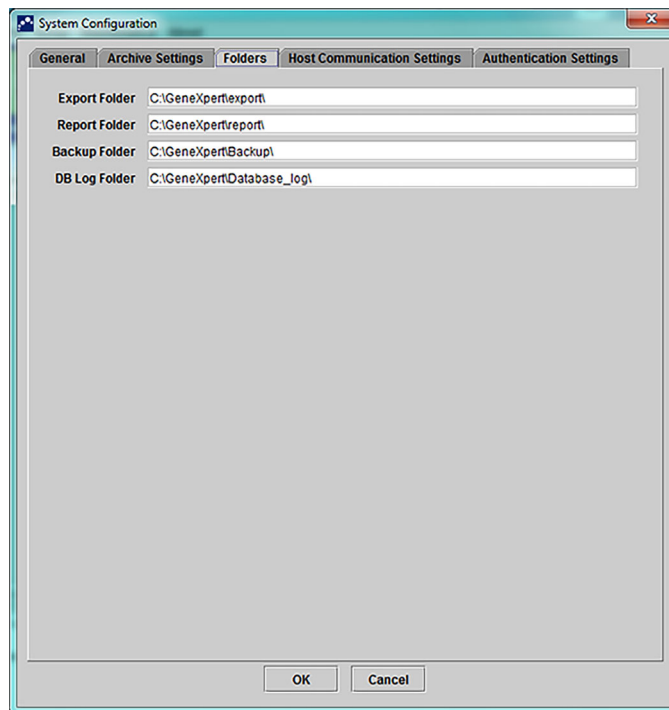 System Configuration
General Archive Settings Folders Host Communication Settings Authentication Settings
Export Folder C:\GeneXpert\export\
Report Folder C:\GeneXpert\report\
Backup Folder C:\GeneXpert\Backup\
DB Log Folder C:\GeneXpert\Database_log\
OK Cancel